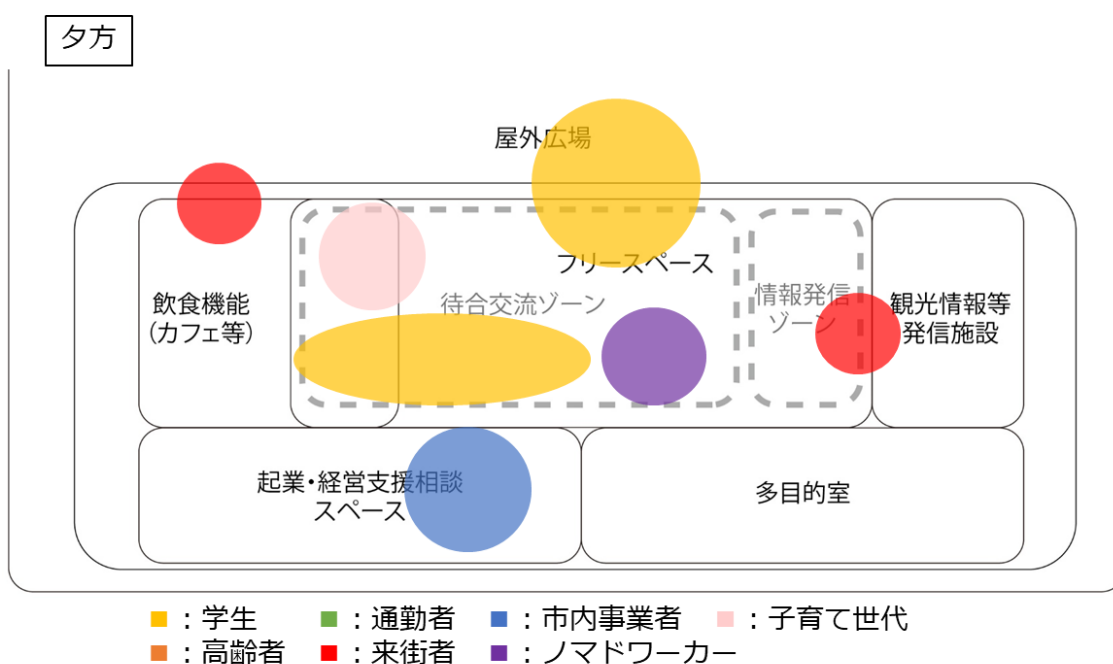 夕方
屋外広場
フリースペース
待合交流ゾーン
情報発信
ゾーン
飲食機能
(カフェ等)
観光情報等
発信施設
起業・経営支援相談
スペース
多目的室
■：学生 ■：通勤者 ■：市内事業者 ■：子育て世代
■：高齢者 ■：来街者 ■：ノマドワーカー